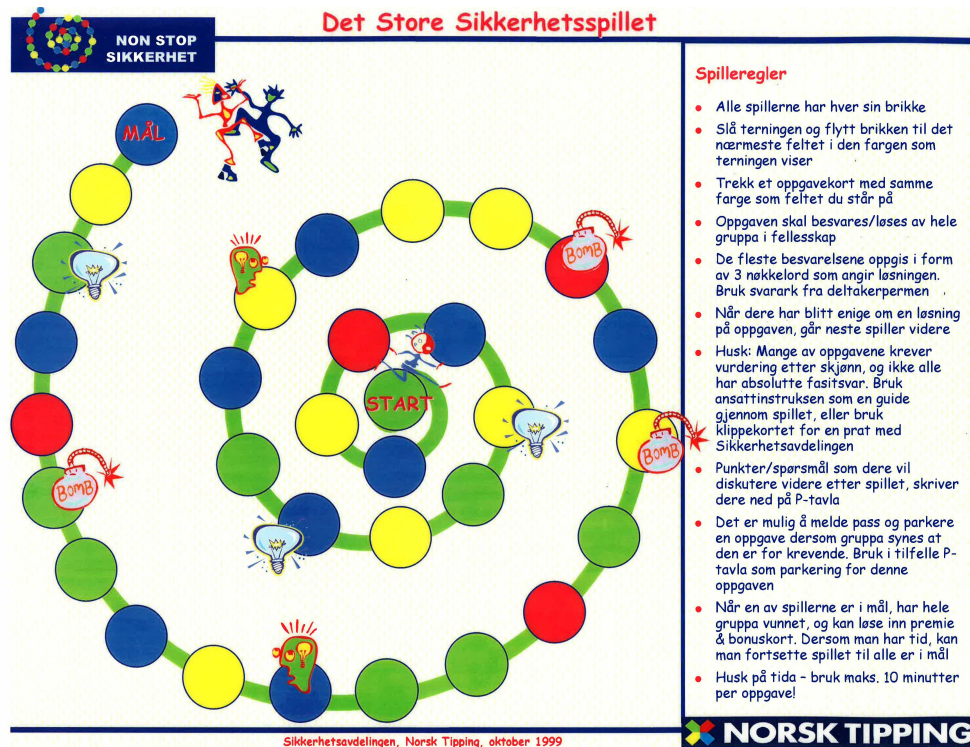 Det Store Sikkerhetsspillet
NON STOP
SIKKERHET
MÅL
BOMB
START
BOMB
BOMB
Spilleregler
• Alle spillerne har hver sin brikke
• Slå terningen og flytt brikken til det
nærmeste feltet i den fargen som
terningen viser
• Trekk et oppgavekort med samme
farge som feltet du står på
• Oppgaven skal besvares/løses av hele
gruppa i fellesskap
• De fleste besvarelsene oppgis i form
av 3 nøkkelord som angir løsningen.
Bruk svarark fra deltakerpermen
• Når dere har blitt enige om en løsning
på oppgaven, går neste spiller videre
• Husk: Mange av oppgavene krever
vurdering etter skjønn, og ikke alle
har absolutte fasitsvar. Bruk
ansattinstruksen som en guide
gjennom spillet, eller bruk
klippekortet for en prat med
Sikkerhetsavdelingen
• Punkter/spørsmål som dere vil
diskutere videre etter spillet, skriver
dere ned på P-tavla
• Det er mulig å melde pass og parkere
en oppgave dersom gruppa synes at
den er for krevende. Bruk i tilfelle P-
tavla som parkering for denne
oppgaven
• Når en av spillerne er i mål, har hele
gruppa vunnet, og kan løse inn premie
& bonuskort. Dersom man har tid, kan
man fortsette spillet til alle er i mål
• Husk på tida – bruk maks. 10 minutter
per oppgave!
Sikkerhetsavdelingen, Norsk Tipping, oktober 1999
NORSK TIPPING